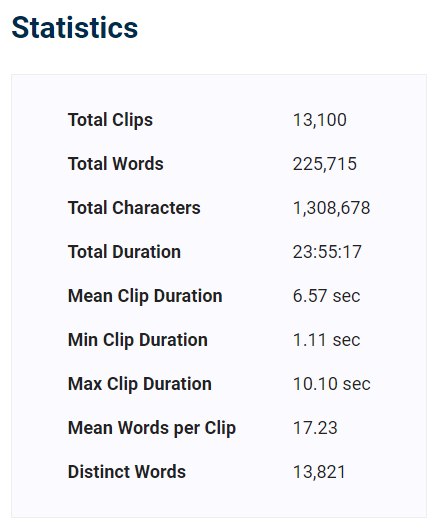 Statistics
Total Clips 13,100
Total Words 225,715
Total Characters 1,308,678
Total Duration 23:55:17
Mean Clip Duration 6.57 sec
Min Clip Duration 1.11 sec
Max Clip Duration 10.10 sec
Mean Words per Clip 17.23
Distinct Words 13,821